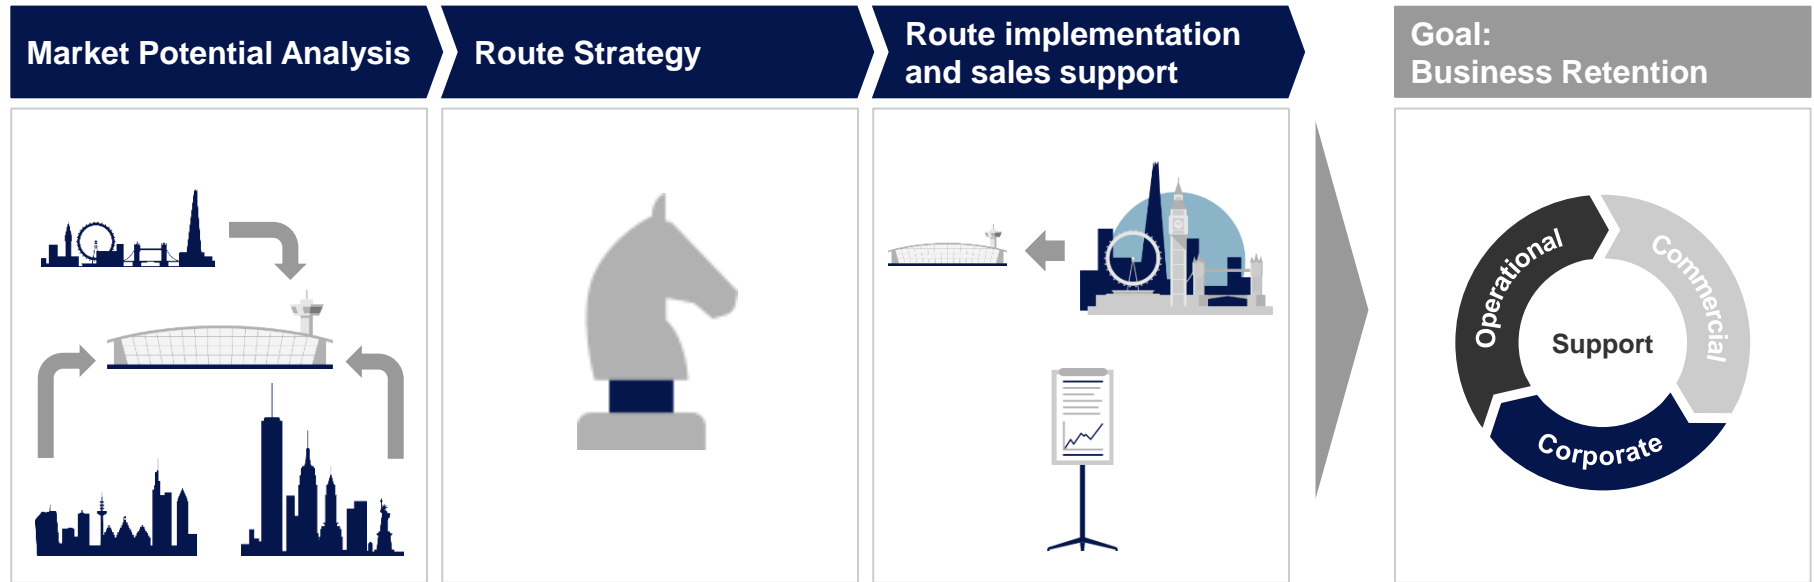 Market Potential Analysis
Route Strategy
Route implementation
and sales support
Goal:
Business Retention
Operational
Commercial
Support
Corporate